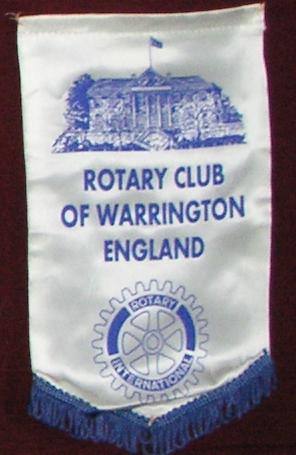 ROTARY CLUB
OF WARRINGTON
ENGLAND
ROTARY
INTERNATIONAL